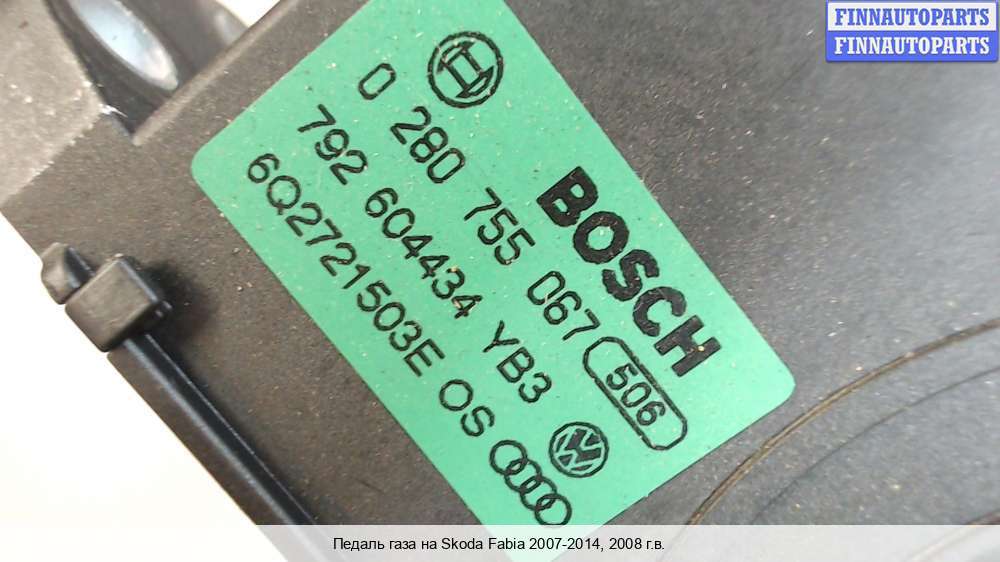 FINNAUTOPARTS
FINNAUTOPARTS
BOSCH
0 280 755 067 506
792 604434 YB3
6Q2721503E OS
Педаль газа на Skoda Fabia 2007-2014, 2008 г.в.